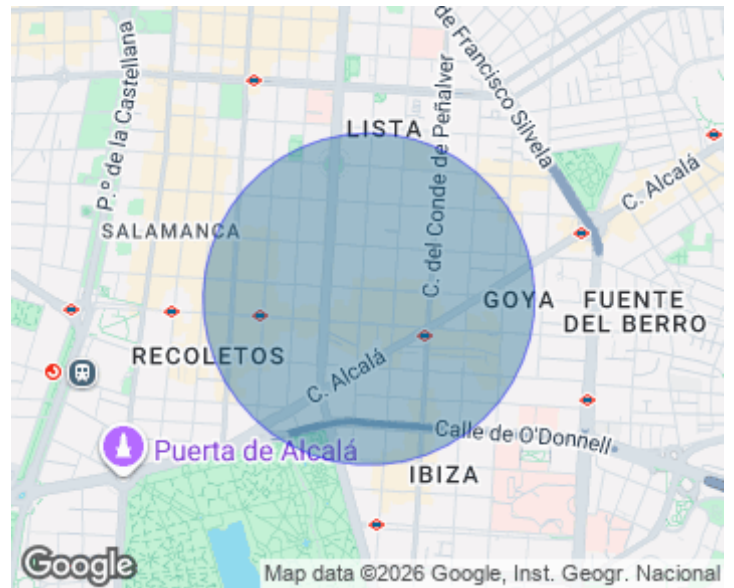 P.º de la Castellana
de Francisco Silvela
LISTA
C. del Conde de Peñalver
C. Alcalá
SALAMANCA
GOYA
FUENTE
DEL BERRO
RECOLETOS
C. Alcalá
Puerta de Alcalá
Calle de O'Donnell
IBIZA
Google
Map data ©2026 Google, Inst. Geogr. Nacional